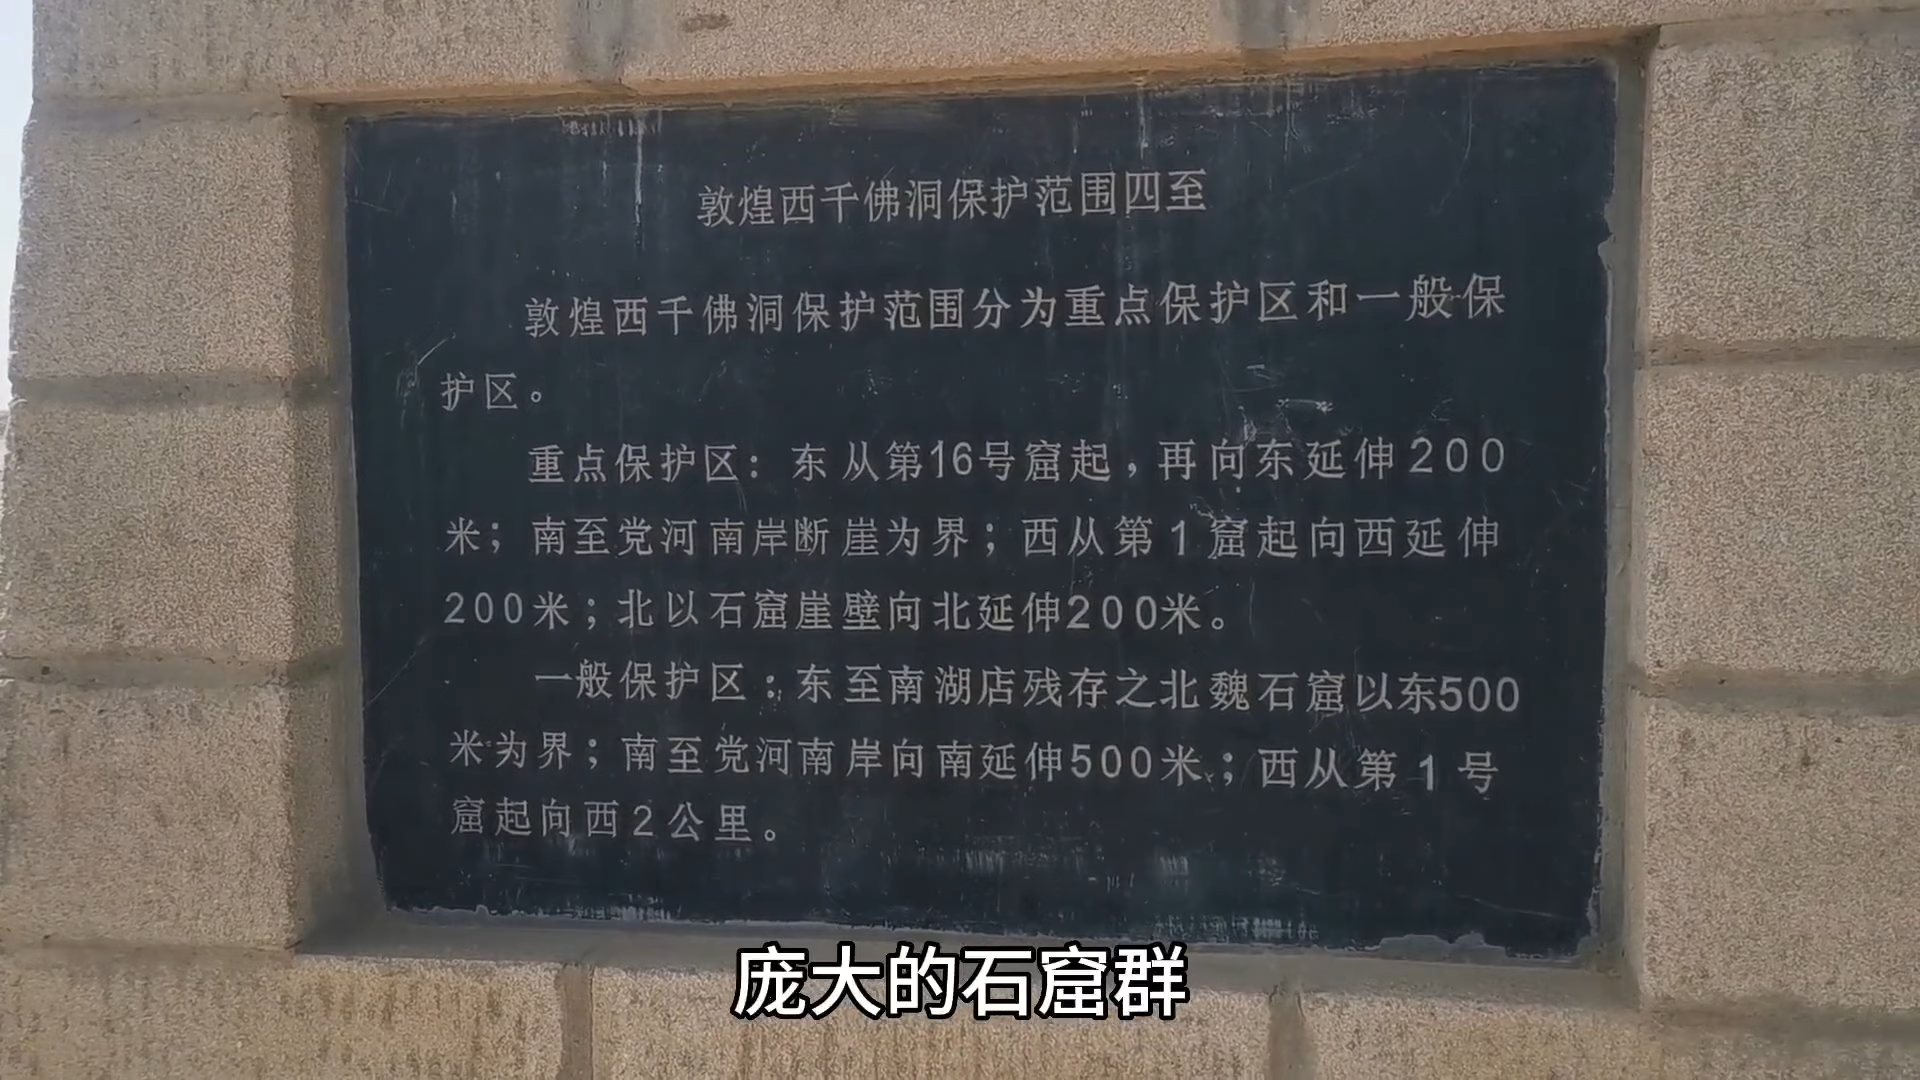 敦煌西千佛洞保护范围四至
敦煌西千佛洞保护范围分为重点保护区和一般保
护区。
重点保护区：东从第16号窟起，再向东延伸200
米；南至党河南岸断崖为界；西从第1窟起向西延伸
200米；北以石窟崖壁向北延伸200米。
一般保护区：东至南湖店残存之北魏石窟以东500
米为界；南至党河南岸向南延伸500米；西从第1号
窟起向西2公里。
庞大的石窟群